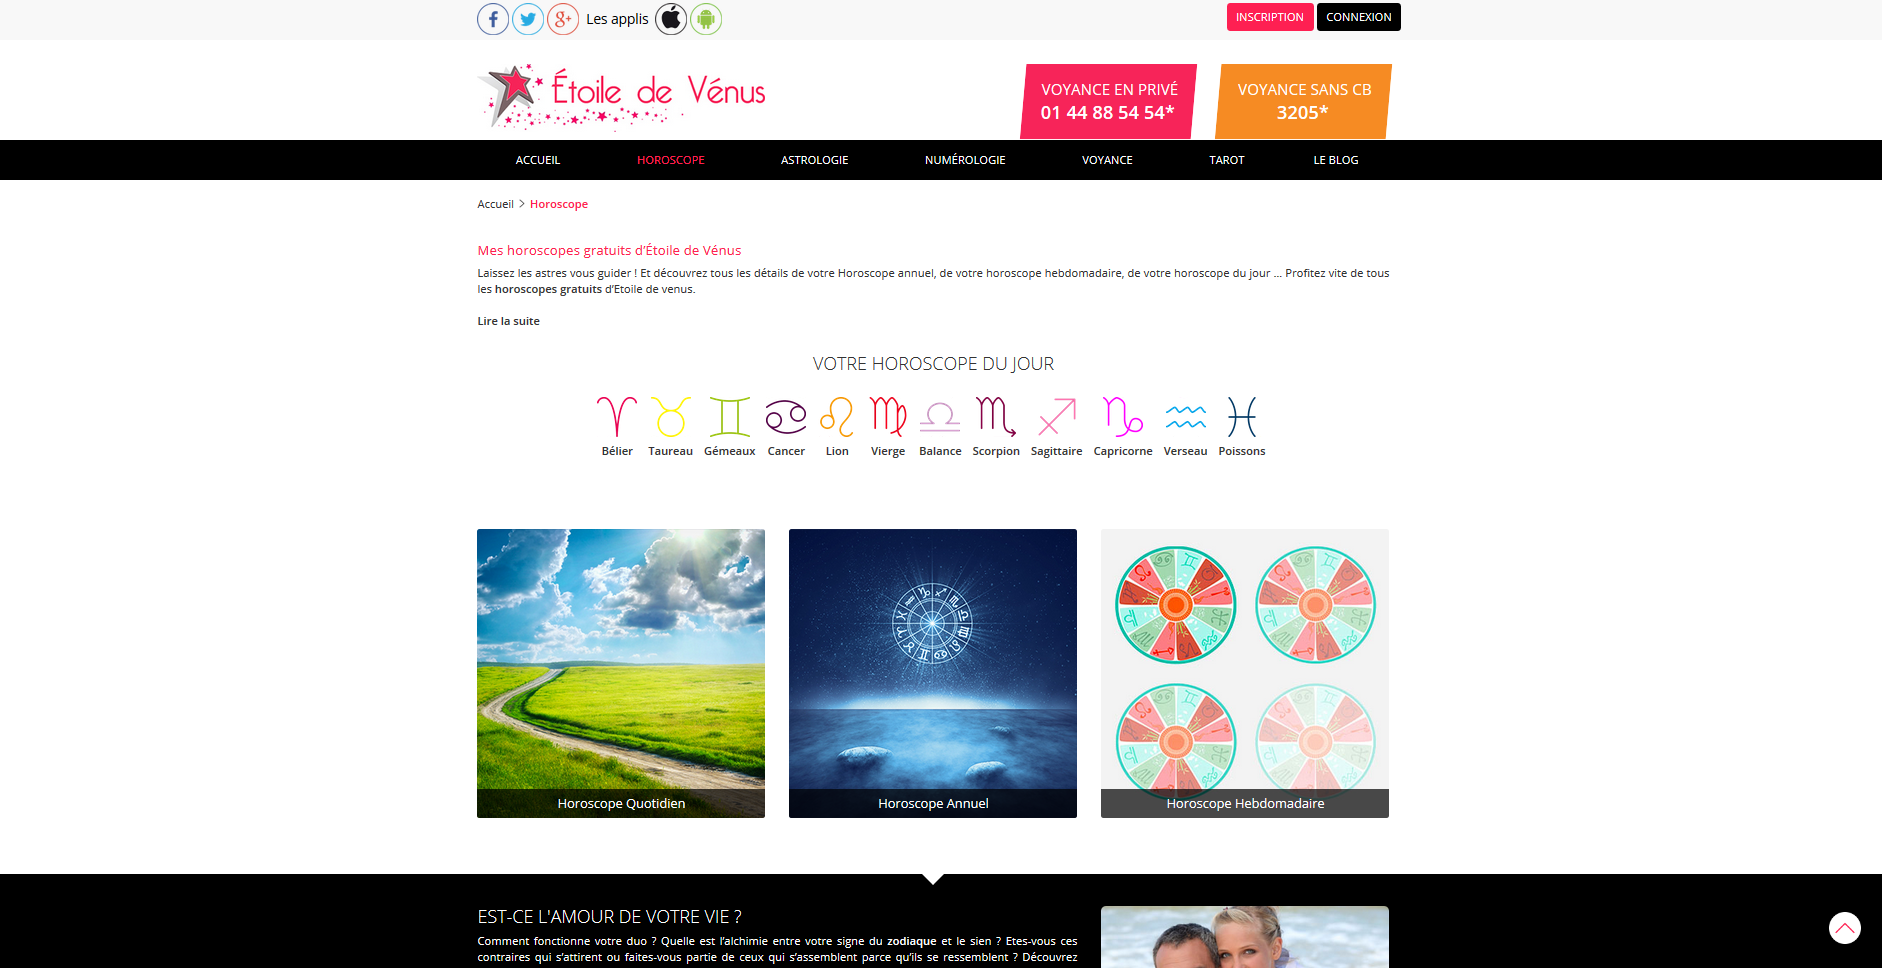 Les applis
INSCRIPTION
CONNEXION
Étoile de Vénus
VOYANCE EN PRIVÉ
01 44 88 54 54*
VOYANCE SANS CB
3205*
ACCUEIL
HOROSCOPE
ASTROLOGIE
NUMÉROLOGIE
VOYANCE
TAROT
LE BLOG
Accueil > Horoscope
Mes horoscopes gratuits d'Étoile de Vénus
Laissez les astres vous guider ! Et découvrez tous les détails de votre Horoscope annuel, de votre horoscope hebdomadaire, de votre horoscope du jour ... Profitez vite de tous
les horoscopes gratuits d'Etoile de venus.
Lire la suite
VOTRE HOROSCOPE DU JOUR
Bélier
Taureau
Gémeaux
Cancer
Lion
Vierge
Balance
Scorpion
Sagittaire
Capricorne
Verseau
Poissons
Horoscope Quotidien
Horoscope Annuel
Horoscope Hebdomadaire
EST-CE L'AMOUR DE VOTRE VIE ?
Comment fonctionne votre duo ? Quelle est l'alchimie entre votre signe du zodiaque et le sien ? Etes-vous ces
contraires qui s'attirent ou faites-vous partie de ceux qui s'assemblent parce qu'ils se ressemblent ? Découvrez